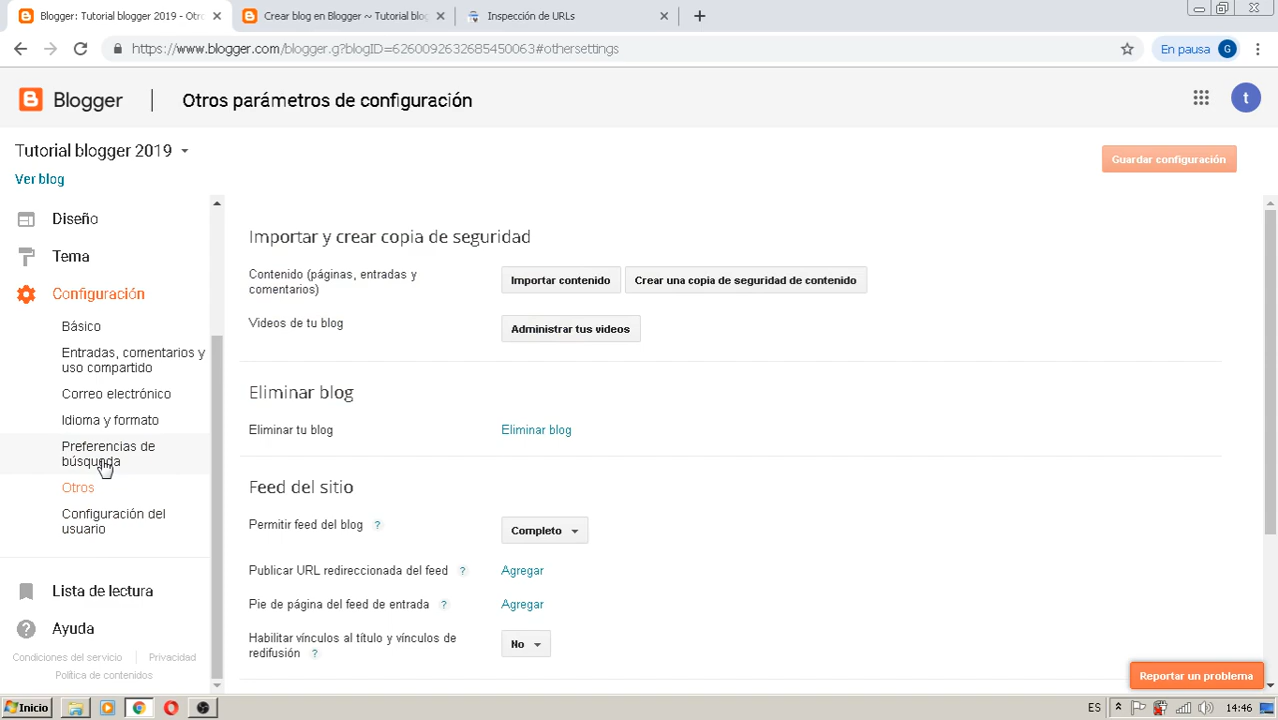 Blogger: Tutorial blogger 2019 - Otro
Crear blog en Blogger ~ Tutorial blog
Inspección de URLs
https://www.blogger.com/blogger.g?blogID=6260092632685450063#othersettings
En pausa
G
Blogger
Otros parámetros de configuración
t
Tutorial blogger 2019
Guardar configuración
Ver blog
Diseño
Tema
Configuración
Básico
Entradas, comentarios y
uso compartido
Correo electrónico
Idioma y formato
Preferencias de
búsqueda
Otros
Configuración del
usuario
Lista de lectura
Ayuda
Condiciones del servicio
Privacidad
Política de contenidos
Importar y crear copia de seguridad
Contenido (páginas, entradas y
comentarios)
Importar contenido
Crear una copia de seguridad de contenido
Videos de tu blog
Administrar tus videos
Eliminar blog
Eliminar tu blog
Eliminar blog
Feed del sitio
Permitir feed del blog ?
Completo
Publicar URL redireccionada del feed ?
Agregar
Pie de página del feed de entrada ?
Agregar
Habilitar vínculos al título y vínculos de
redifusión ?
No
Reportar un problema
Inicio
ES
14:46